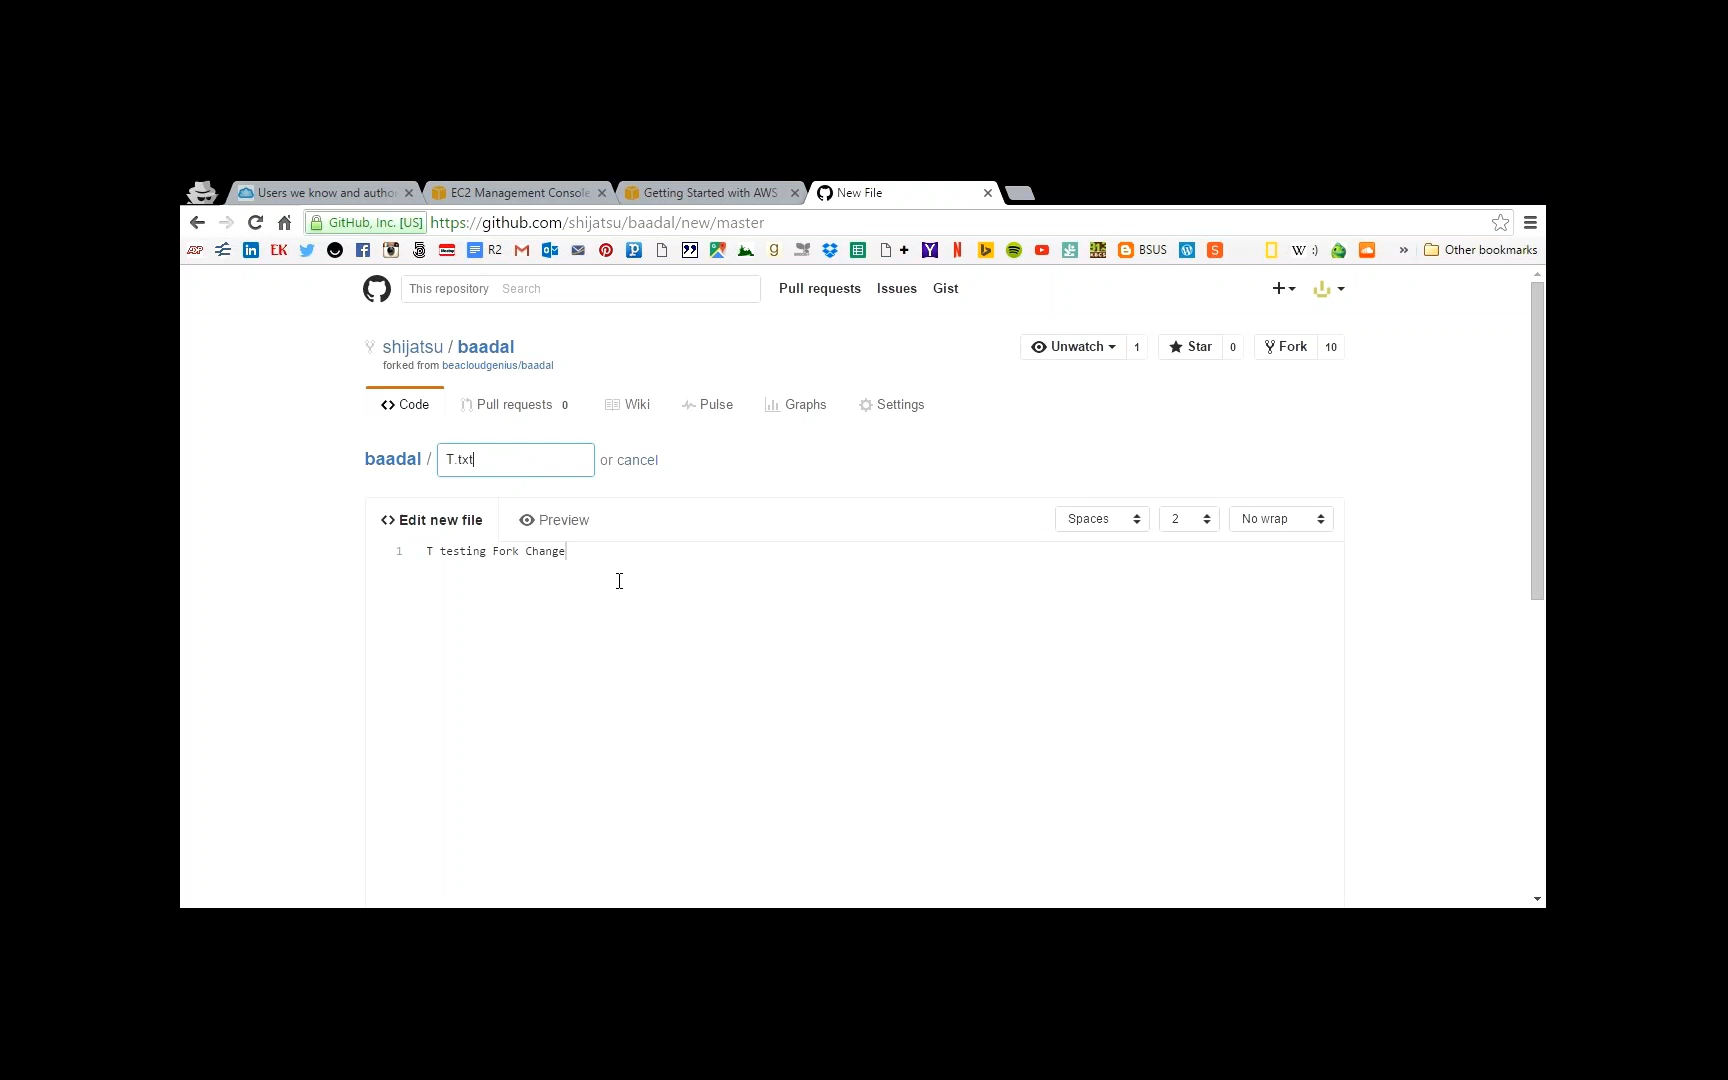 Users we know and autho
EC2 Management Console
Getting Started with AWS
New File
GitHub, Inc. [US]
https://github.com/shijatsu/baadal/new/master
EK
R2
BSUS
W :)
Other bookmarks
This repository
Search
Pull requests
Issues
Gist
shijatsu / baadal
forked from beacloudgenius/baadal
Unwatch 1
Star 0
Fork 10
Code
Pull requests 0
Wiki
Pulse
Graphs
Settings
baadal /
T.txt
or cancel
Edit new file
Preview
Spaces
2
No wrap
1 T testing Fork Change